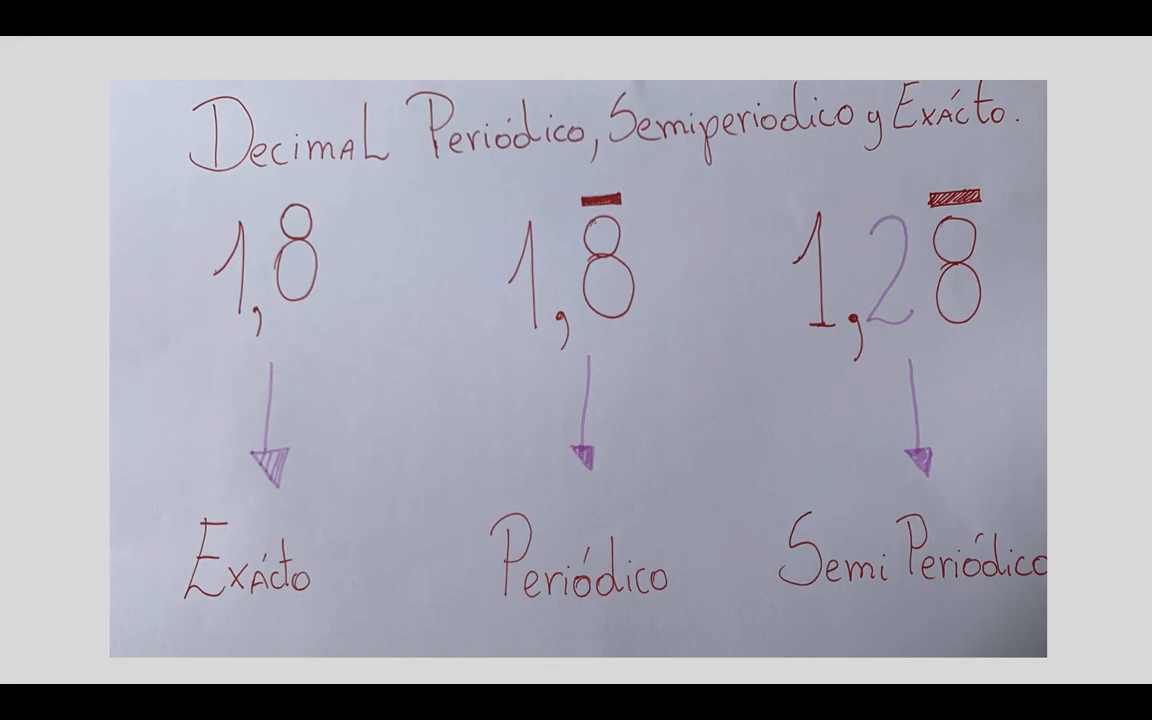 Decimal Periódico, Semiperiodico y Exácto.
1,8 1,8̅ 1,28̅
Exácto Periódico Semi Periódico